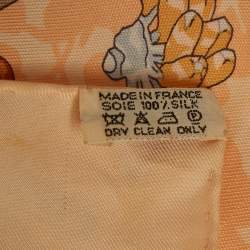 MADE IN FRANCE
SOIE 100% SILK
DRY CLEAN ONLY